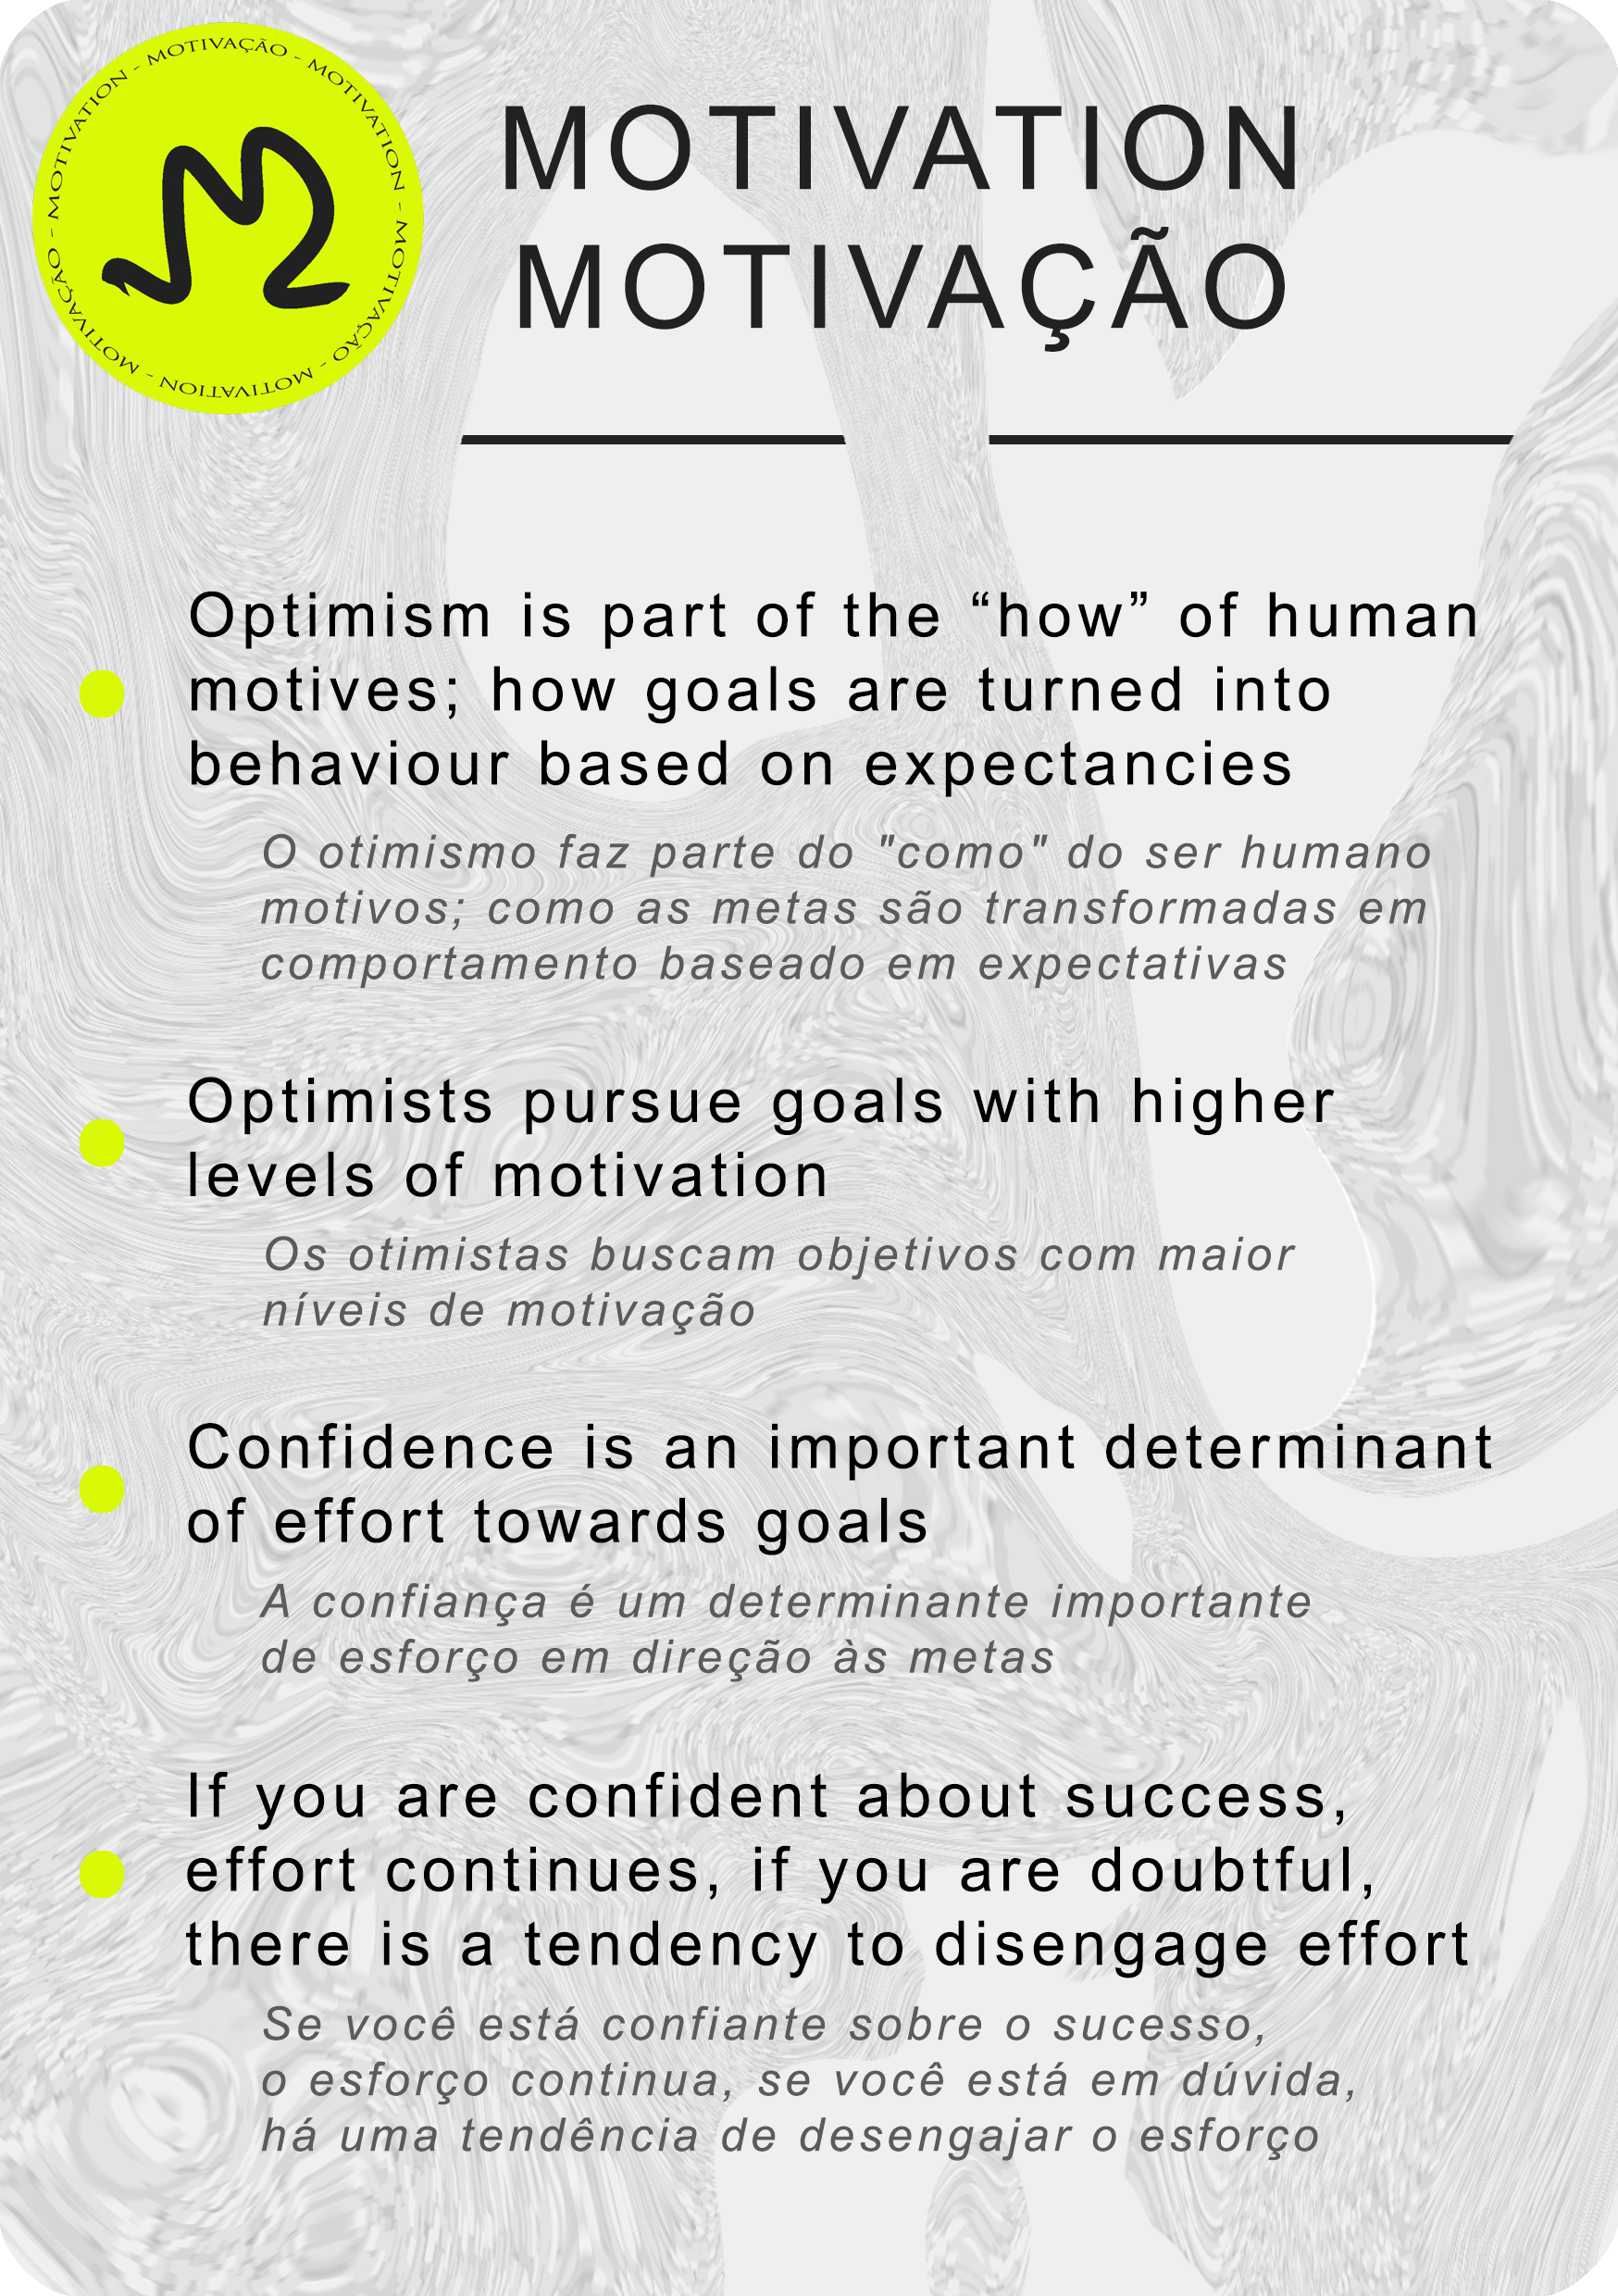 MOTIVATION - MOTIVAÇÃO - MOTIVATION - MOTIVAÇÃO - MOTIVATION - MOTIVAÇÃO -
MOTIVATION
MOTIVAÇÃO
Optimism is part of the “how” of human
motives; how goals are turned into
behaviour based on expectancies
O otimismo faz parte do "como" do ser humano
motivos; como as metas são transformadas em
comportamento baseado em expectativas
Optimists pursue goals with higher
levels of motivation
Os otimistas buscam objetivos com maior
níveis de motivação
Confidence is an important determinant
of effort towards goals
A confiança é um determinante importante
de esforço em direção às metas
If you are confident about success,
effort continues, if you are doubtful,
there is a tendency to disengage effort
Se você está confiante sobre o sucesso,
o esforço continua, se você está em dúvida,
há uma tendência de desengajar o esforço